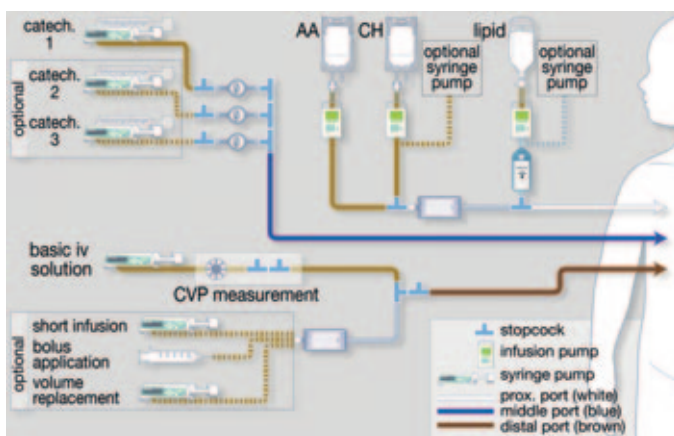 catech.
1
catech.
2
catech.
3
optional
AA
CH
lipid
optional
syringe
pump
optional
syringe
pump
basic iv
solution
CVP measurement
short infusion
bolus
application
volume
replacement
optional
stopcock
infusion pump
syringe pump
prox. port (white)
middle port (blue)
distal port (brown)